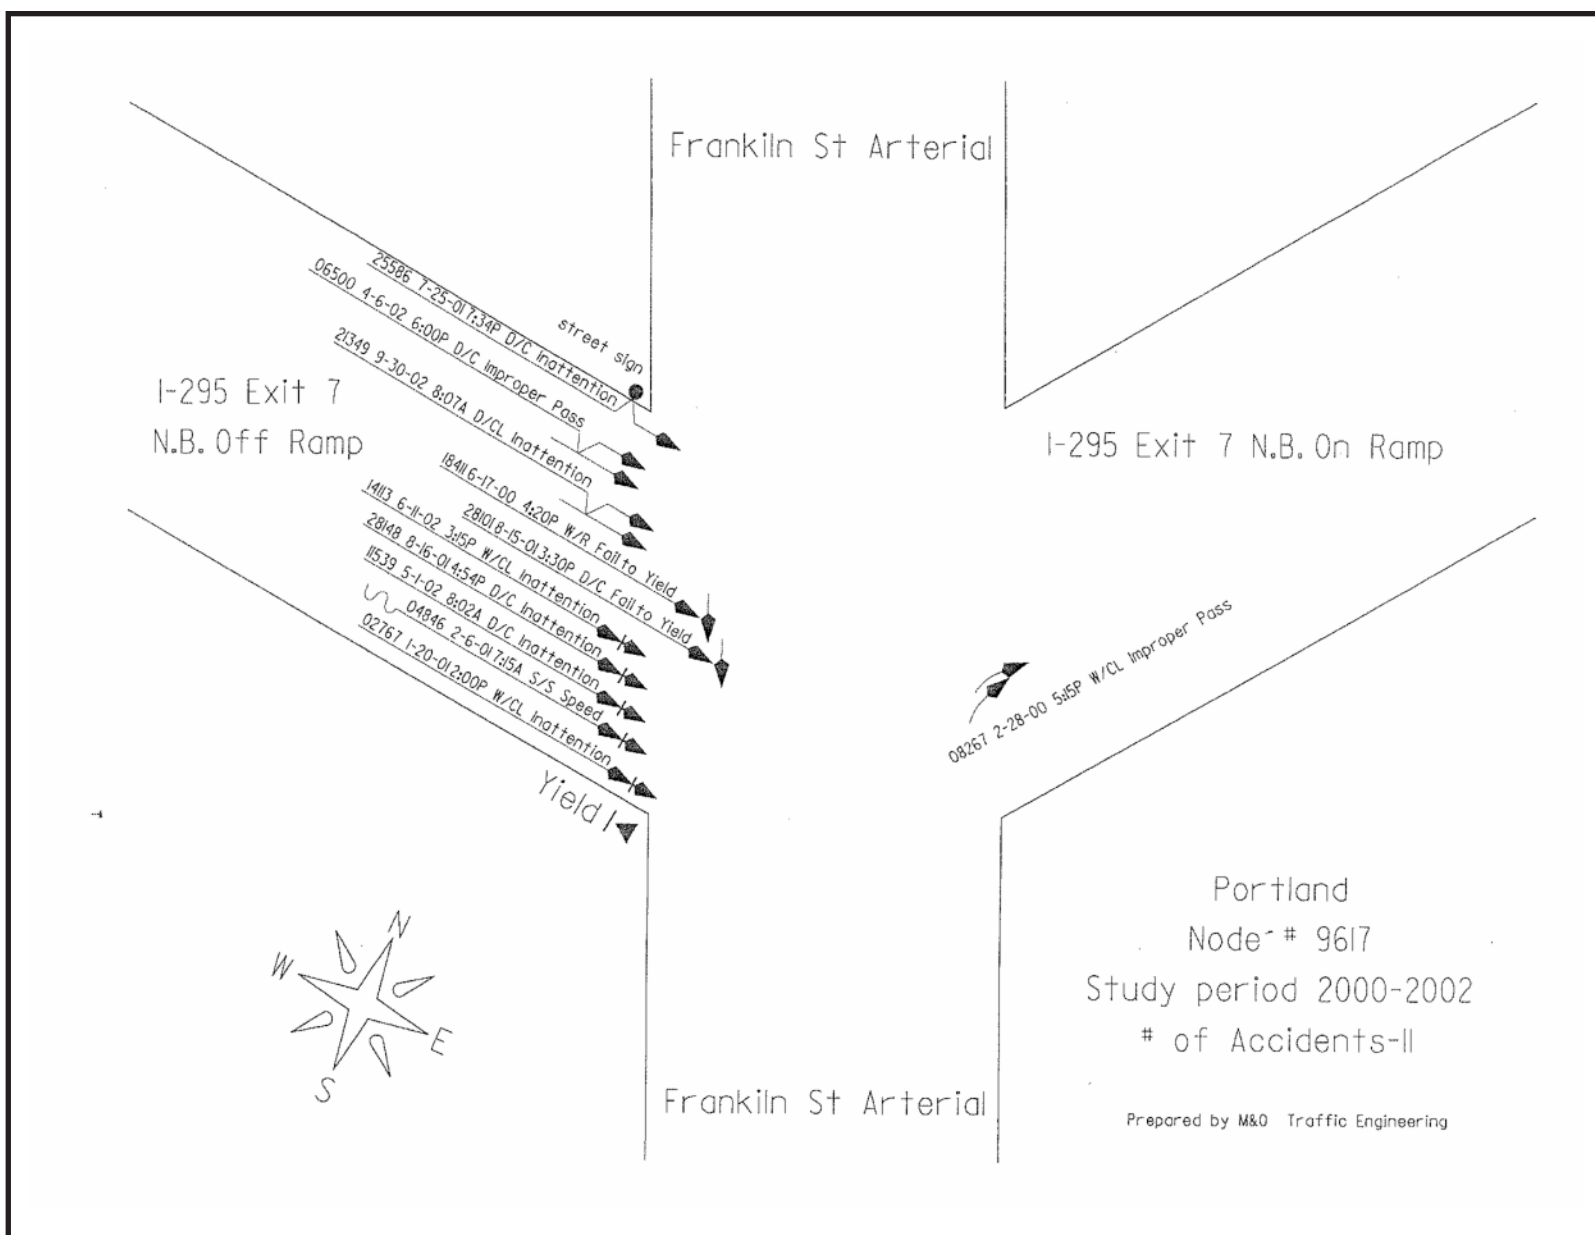 Frankiln St Arterial
25586 7-25-01 7:34P D/C Inattention
street sign
06500 4-6-02 6:00P D/C Improper Pass
21349 9-30-02 8:07A D/CL Inattention
I-295 Exit 7
N.B. Off Ramp
I-295 Exit 7 N.B. On Ramp
18411 6-17-00 4:20P W/R Fail to Yield
28101 8-15-01 3:30P D/C Fail to Yield
14113 6-11-02 3:15P W/CL Inattention
28148 8-16-01 4:54P D/C Inattention
11539 5-1-02 8:02A D/C Inattention
04846 2-6-01 7:15A S/S Speed
02767 1-20-01 2:00P W/CL Inattention
08267 2-28-00 5:15P W/CL Improper Pass
Yield
N
W
E
S
Portland
Node # 9617
Study period 2000-2002
# of Accidents-11
Frankiln St Arterial
Prepared by M&O Traffic Engineering